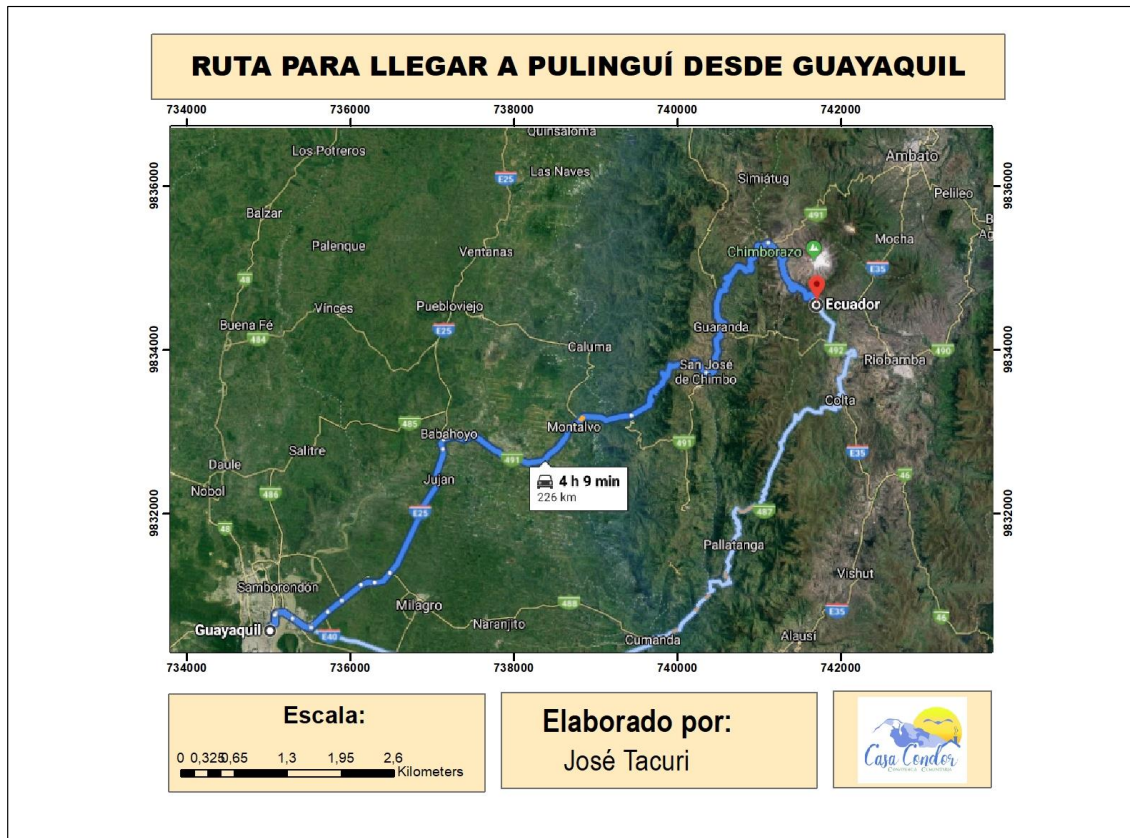 RUTA PARA LLEGAR A PULINGUÍ DESDE GUAYAQUIL
734000 736000 738000 740000 742000
9836000 9836000
9834000 9834000
9832000 9832000
Quinsaloma
Los Potreros
Ambato
Las Naves
Simiátug
E25
Pelileo
Balzar
491
Palenque
Mocha
Ventanas
Chimborazo
E35
48
Vinces
Puebloviejo
Ecuador
Buena Fé
E25
Guaranda
484
Caluma
492
490
Riobamba
San José
de Chimbo
Colta
485
Babahoyo
Montalvo
491
Salitre
491
E35
Daule
4 h 9 min
226 km
46
Nobol
486
Jujan
E25
487
48
Pallatanga
Samborondón
Vishut
Milagro
488
E35
46
Guayaquil
E40
Naranjito
Cumanda
Alausí
734000 736000 738000 740000 742000
Escala:
0 0,325 0,65 1,3 1,95 2,6
Kilometers
Elaborado por:
José Tacuri
Casa Condor